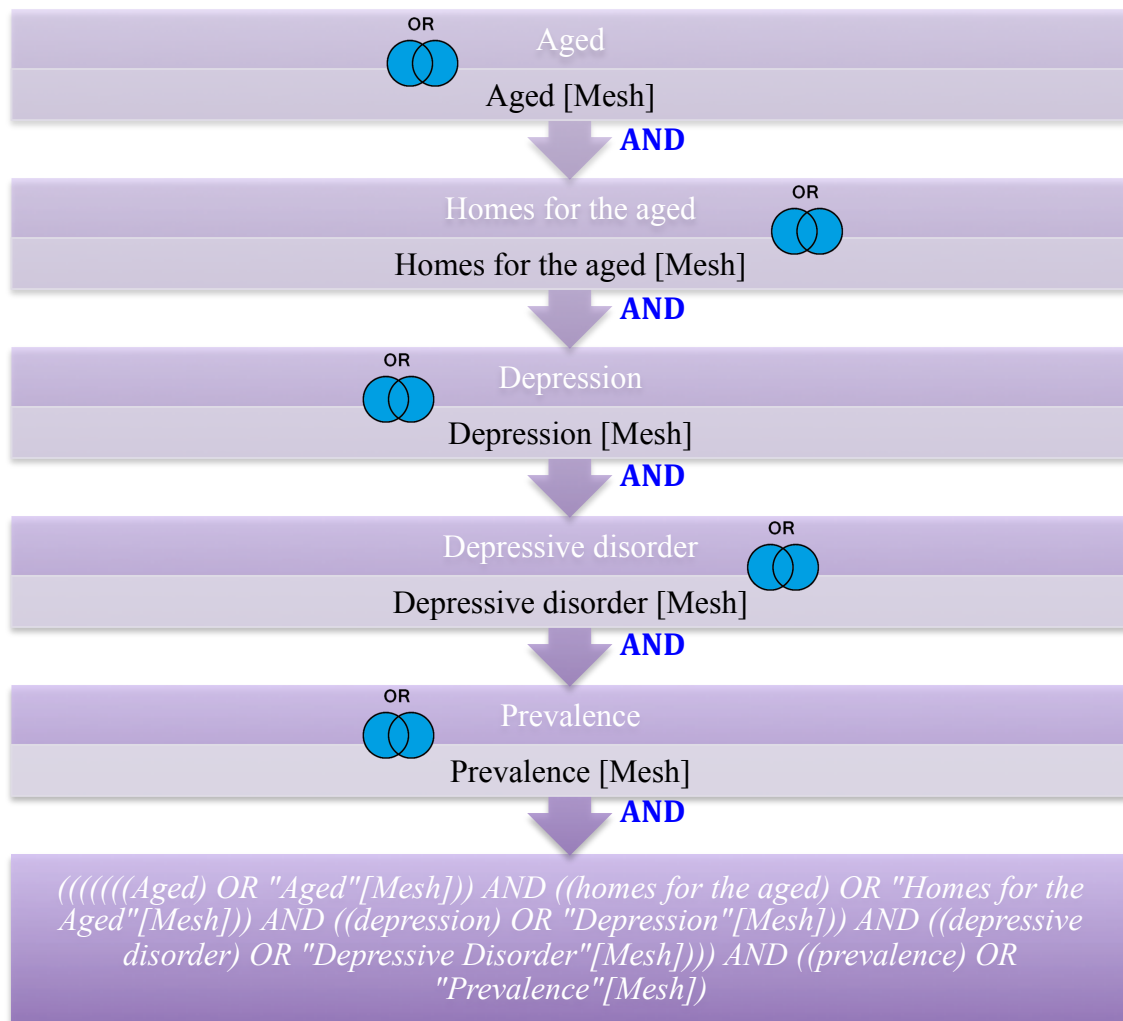 OR
Aged
Aged [Mesh]
AND
OR
Homes for the aged
Homes for the aged [Mesh]
AND
OR
Depression
Depression [Mesh]
AND
OR
Depressive disorder
Depressive disorder [Mesh]
AND
OR
Prevalence
Prevalence [Mesh]
AND
(((((((Aged) OR "Aged"[Mesh])) AND ((homes for the aged) OR "Homes for the
Aged"[Mesh])) AND ((depression) OR "Depression"[Mesh])) AND ((depressive
disorder) OR "Depressive Disorder"[Mesh]))) AND ((prevalence) OR
"Prevalence"[Mesh])